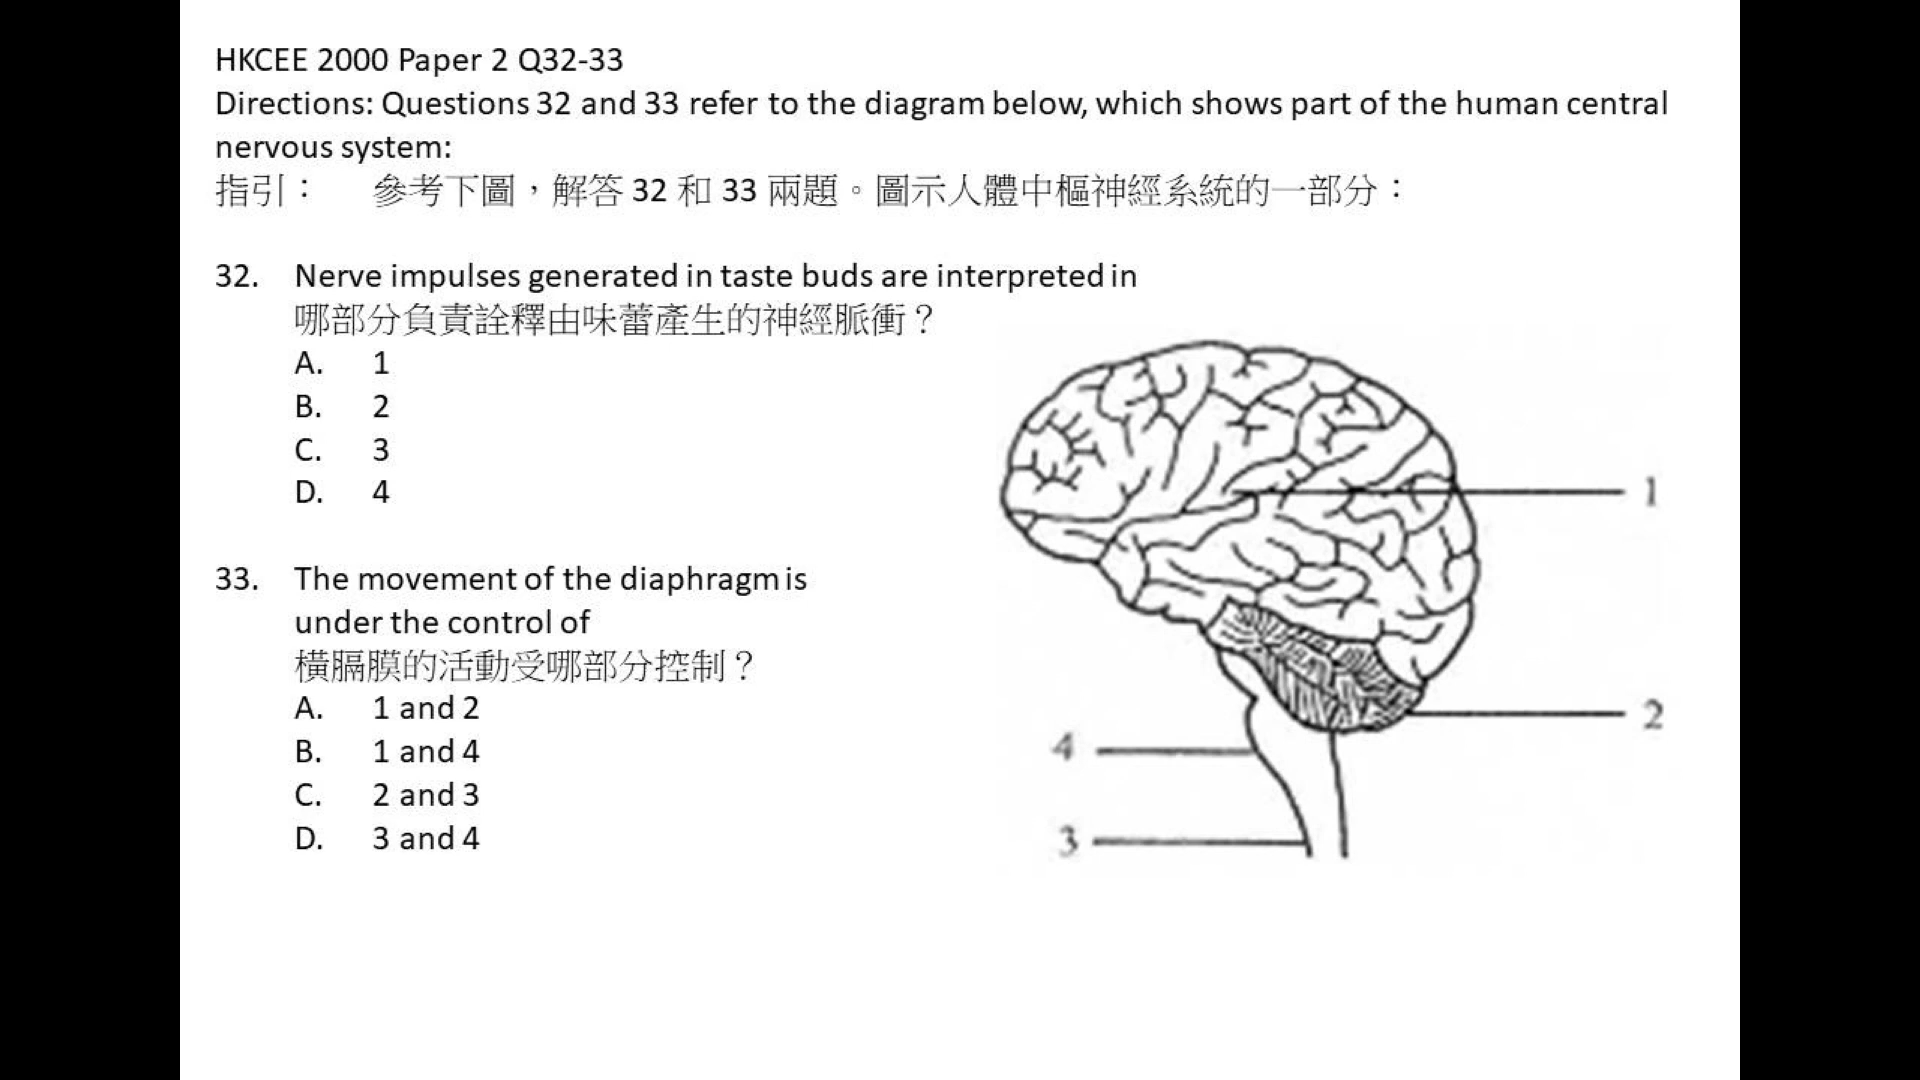 HKCEE 2000 Paper 2 Q32-33
Directions: Questions 32 and 33 refer to the diagram below, which shows part of the human central
nervous system:
指引： 參考下圖，解答 32 和 33 兩題。圖示人體中樞神經系統的一部分：
32. Nerve impulses generated in taste buds are interpreted in
哪部分負責詮釋由味蕾產生的神經脈衝？
A. 1
B. 2
C. 3
D. 4
33. The movement of the diaphragm is
under the control of
橫膈膜的活動受哪部分控制？
A. 1 and 2
B. 1 and 4
C. 2 and 3
D. 3 and 4
1
2
4
3